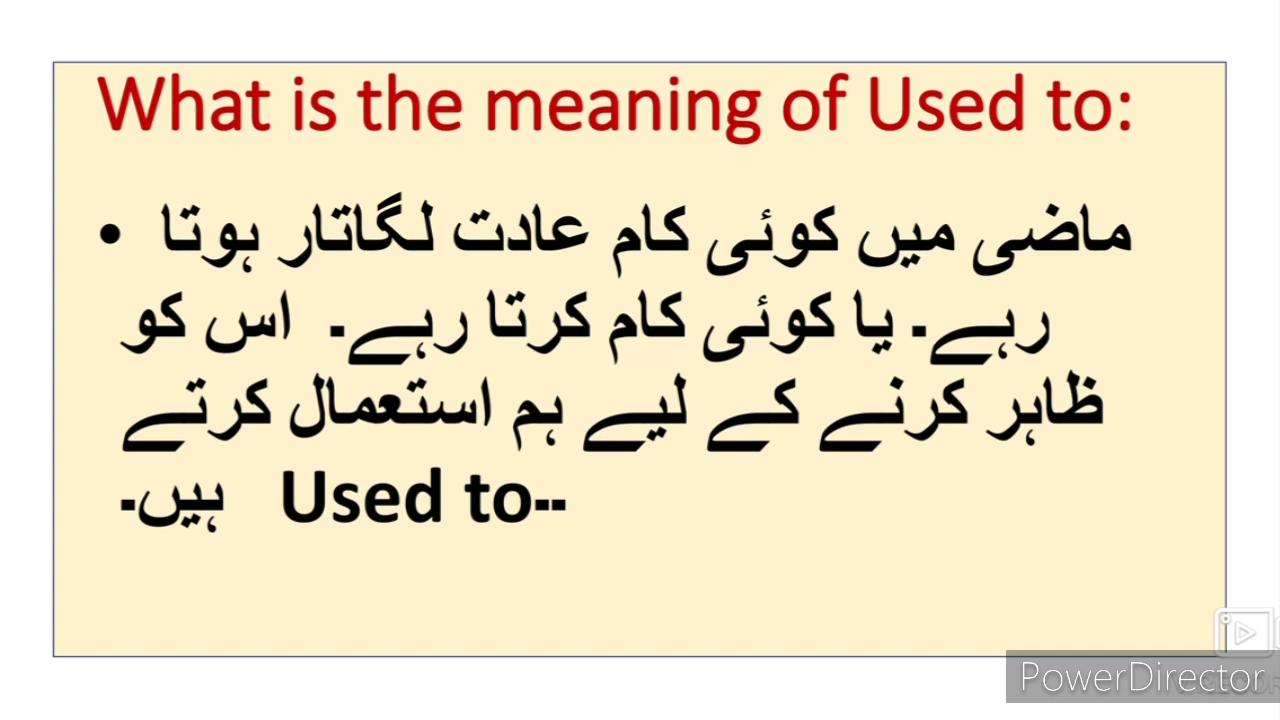 What is the meaning of Used to:
• ماضی میں کوئی کام عادت لگاتار ہوتا
رہے۔ یا کوئی کام کرتا رہے۔ اس کو
ظاہر کرنے کے لیے ہم استعمال کرتے
ہیں۔ Used to--
PowerDirector